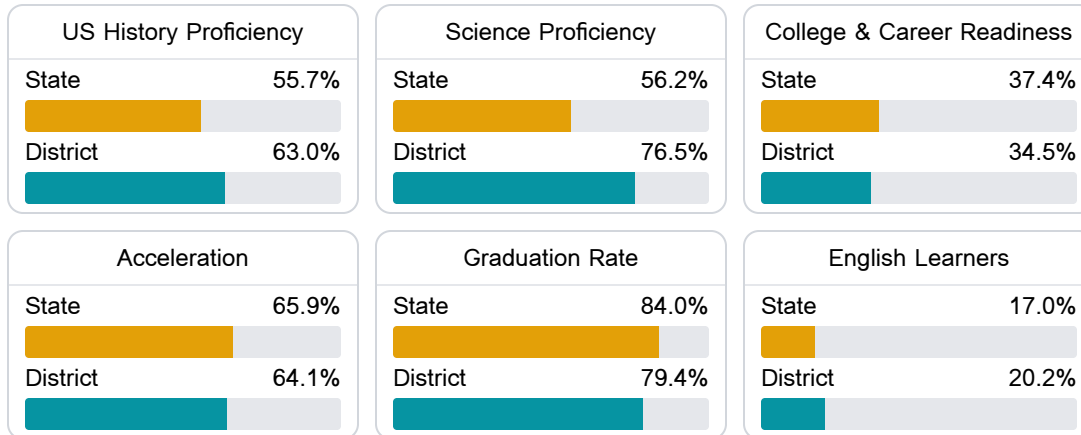 US History Proficiency
State 55.7%
District 63.0%
Science Proficiency
State 56.2%
District 76.5%
College & Career Readiness
State 37.4%
District 34.5%
Acceleration
State 65.9%
District 64.1%
Graduation Rate
State 84.0%
District 79.4%
English Learners
State 17.0%
District 20.2%